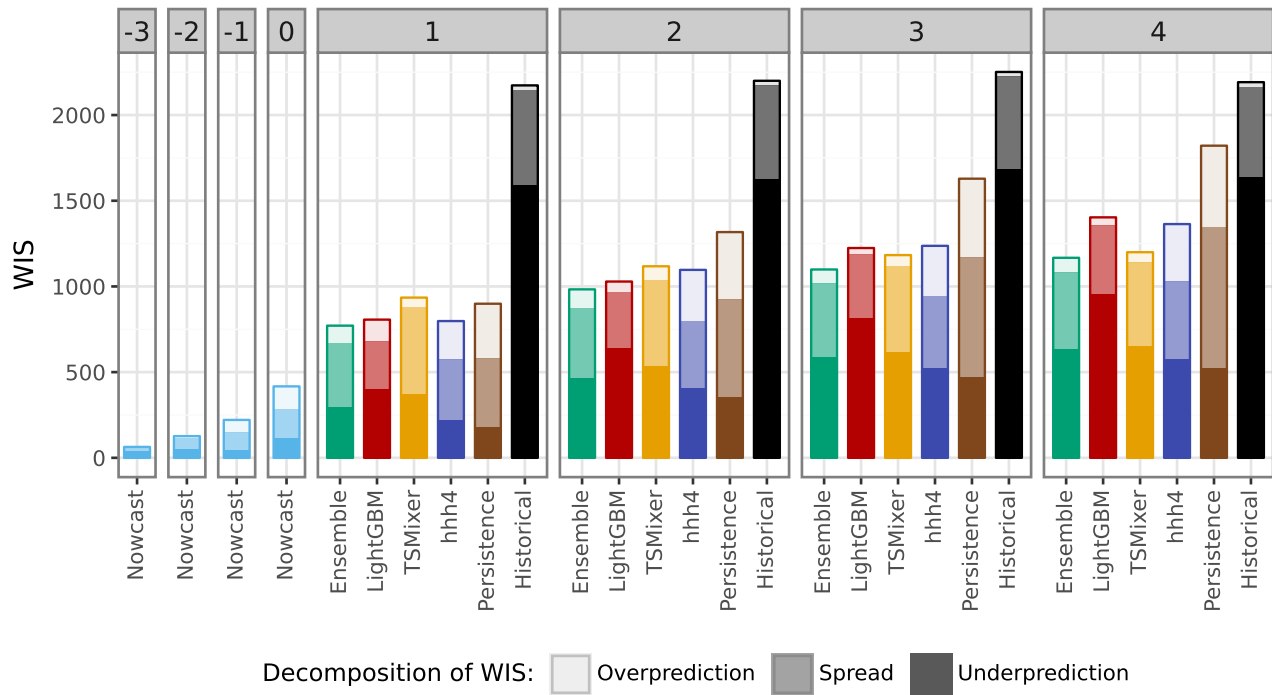 -3 -2 -1 0 1 2 3 4
WIS
2000
1500
1000
500
0
Nowcast Nowcast Nowcast Nowcast Ensemble LightGBM TSMixer hhh4 Persistence Historical Ensemble LightGBM TSMixer hhh4 Persistence Historical Ensemble LightGBM TSMixer hhh4 Persistence Historical Ensemble LightGBM TSMixer hhh4 Persistence Historical
Decomposition of WIS: Overprediction Spread Underprediction